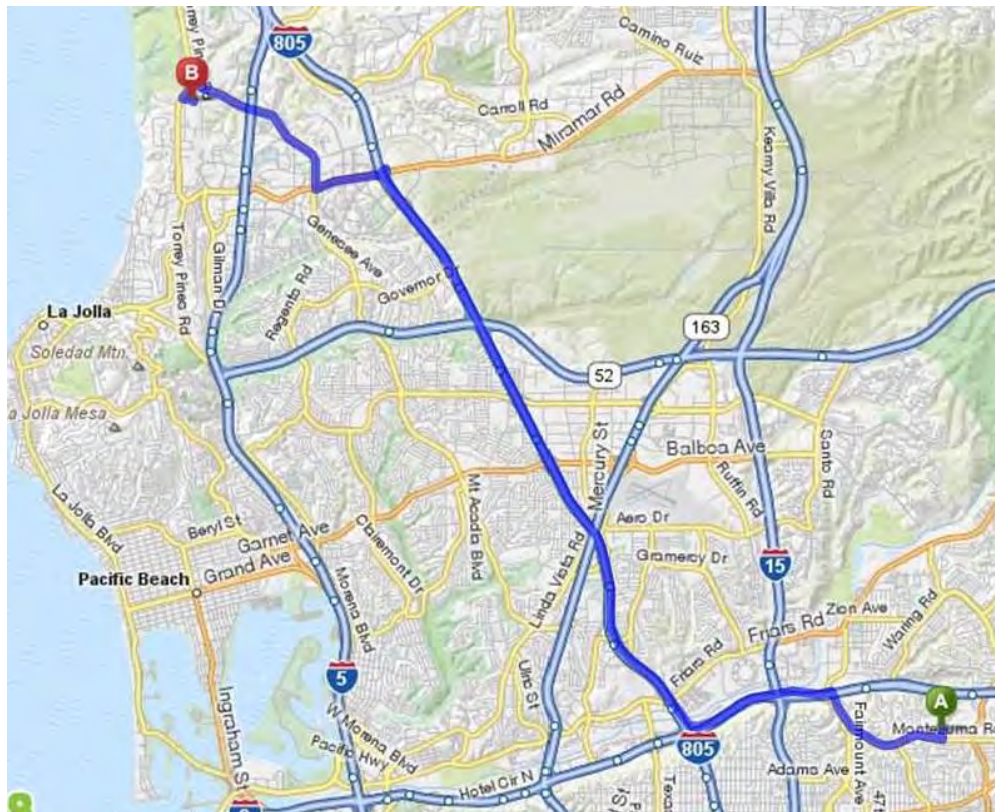 805
Camino Ruiz
B
Carroll Rd
Miramar Rd
Kearny Villa Rd
Genesee Ave
Torrey Pines Rd
Gilman D
Regents Rd
Governor
La Jolla
Soledad Mtn.
163
52
a Jolla Mesa
Mercury St
Balboa Ave
Santo Rd
Ruffin Rd
Mt Acadia Blvd
La Jolla Blvd
Beryl St
Garnet Ave
Grand Ave
Clairemont Dr
Aero Dr
Gramercy Dr
Linda Vista Rd
15
Pacific Beach
Morena Blvd
Zion Ave
Friars Rd
Waring Rd
Ulric St
Friars Rd
5
A
Ingraham St
W Morena Blvd
Pacific Hwy
805
Fairmount Ave
Montezuma R
Hotel Cir N
Texas
Adams Ave
47t